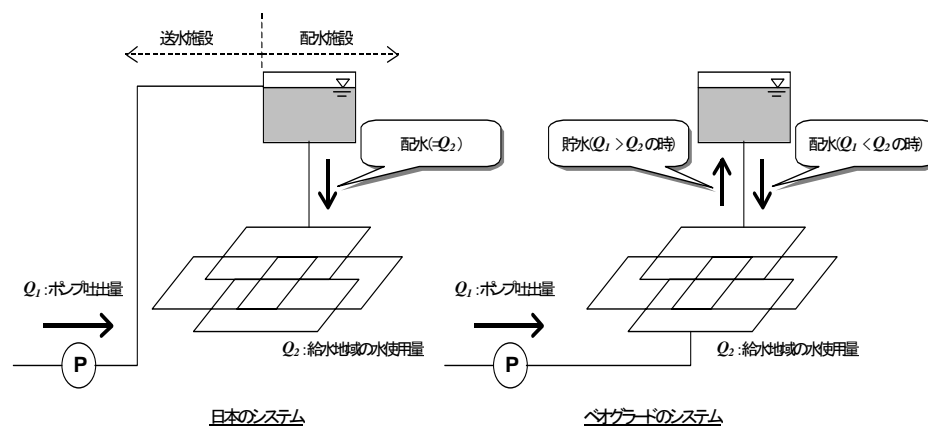 送水施設 配水施設
配水(=Q2)
Q1:ポンプ吐出量
P
Q2:給水地域の水使用量
日本のシステム
貯水(Q1 > Q2の時)
配水(Q1 < Q2の時)
Q1:ポンプ吐出量
P
Q2:給水地域の水使用量
ベオグラードのシステム